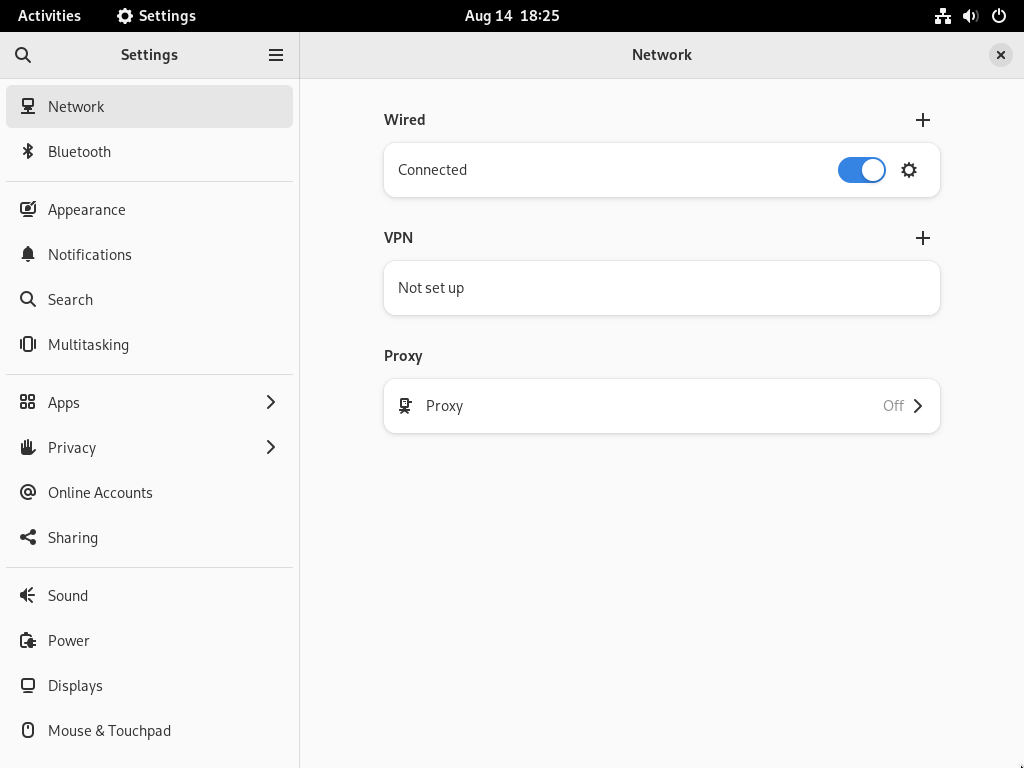 Activities Settings Aug 14 18:25
Settings
Network
Network
Bluetooth
Appearance
Notifications
Search
Multitasking
Apps
Privacy
Online Accounts
Sharing
Sound
Power
Displays
Mouse & Touchpad
Wired
Connected
VPN
Not set up
Proxy
Proxy Off